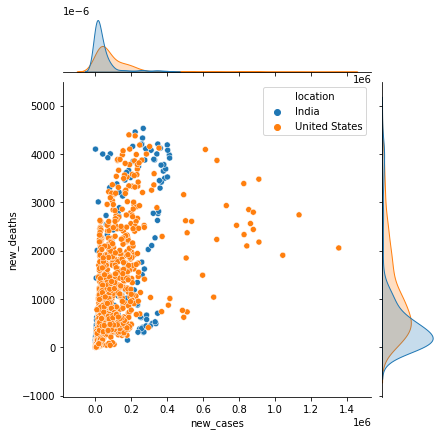 1e−6
1e6
location
India
United States
5000
4000
3000
2000
1000
0
−1000
new_deaths
0.0 0.2 0.4 0.6 0.8 1.0 1.2 1.4
1e6
new_cases